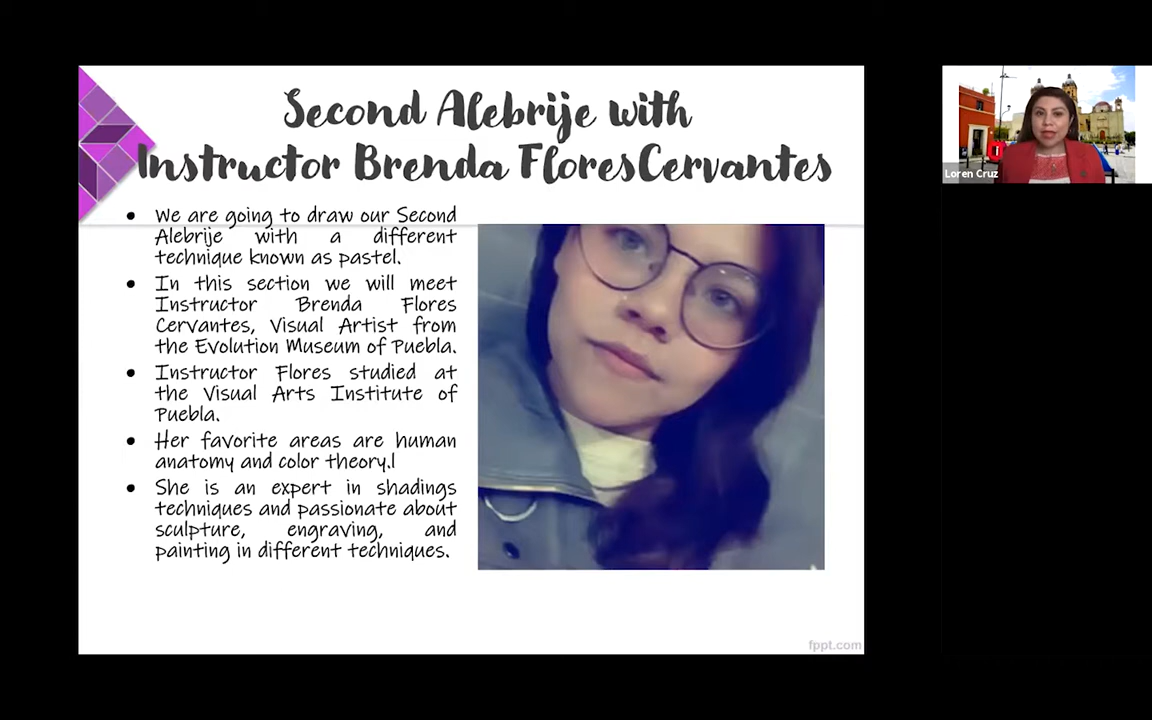 Second Alebrije with
Instructor Brenda FloresCervantes
• We are going to draw our Second
Alebrije with a different
technique known as pastel.
• In this section we will meet
Instructor Brenda Flores
Cervantes, Visual Artist from
the Evolution Museum of Puebla.
• Instructor Flores studied at
the Visual Arts Institute of
Puebla.
• Her favorite areas are human
anatomy and color theory.l
• She is an expert in shadings
techniques and passionate about
sculpture, engraving, and
painting in different techniques.
fppt.com
Loren Cruz